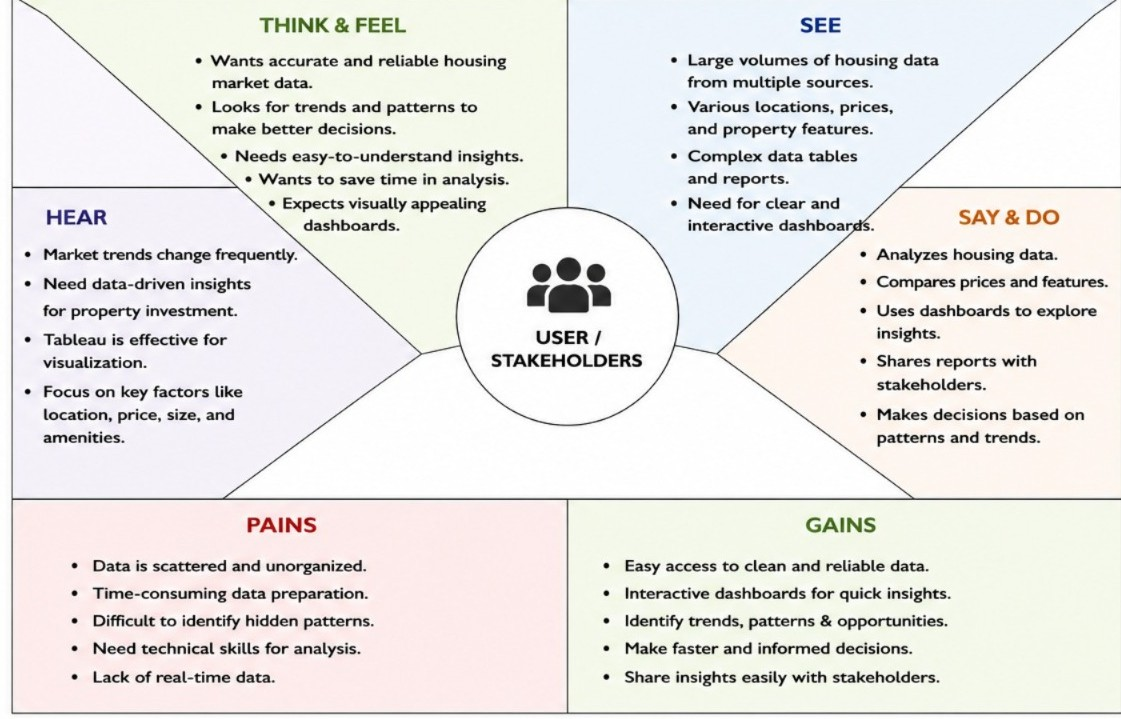 THINK & FEEL
• Wants accurate and reliable housing
market data.
• Looks for trends and patterns to
make better decisions.
• Needs easy-to-understand insights.
• Wants to save time in analysis.
• Expects visually appealing
dashboards.
SEE
• Large volumes of housing data
from multiple sources.
• Various locations, prices,
and property features.
• Complex data tables
and reports.
• Need for clear and
interactive dashboards.
HEAR
• Market trends change frequently.
• Need data-driven insights
for property investment.
• Tableau is effective for
visualization.
• Focus on key factors like
location, price, size, and
amenities.
USER /
STAKEHOLDERS
SAY & DO
• Analyzes housing data.
• Compares prices and features.
• Uses dashboards to explore
insights.
• Shares reports with
stakeholders.
• Makes decisions based on
patterns and trends.
PAINS
• Data is scattered and unorganized.
• Time-consuming data preparation.
• Difficult to identify hidden patterns.
• Need technical skills for analysis.
• Lack of real-time data.
GAINS
• Easy access to clean and reliable data.
• Interactive dashboards for quick insights.
• Identify trends, patterns & opportunities.
• Make faster and informed decisions.
• Share insights easily with stakeholders.